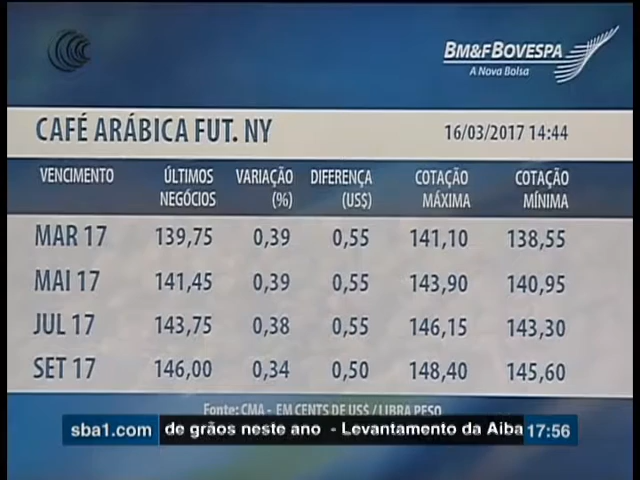 BM&FBOVESPA
A Nova Bolsa
CAFÉ ARÁBICA FUT. NY 16/03/2017 14:44
VENCIMENTO ÚLTIMOS NEGÓCIOS VARIAÇÃO (%) DIFERENÇA (US$) COTAÇÃO MÁXIMA COTAÇÃO MÍNIMA
MAR 17 139,75 0,39 0,55 141,10 138,55
MAI 17 141,45 0,39 0,55 143,90 140,95
JUL 17 143,75 0,38 0,55 146,15 143,30
SET 17 146,00 0,34 0,50 148,40 145,60
Fonte: CMA - EM CENTS DE US$ / LIBRA PESO
sba1.com de grãos neste ano - Levantamento da Aiba 17:56